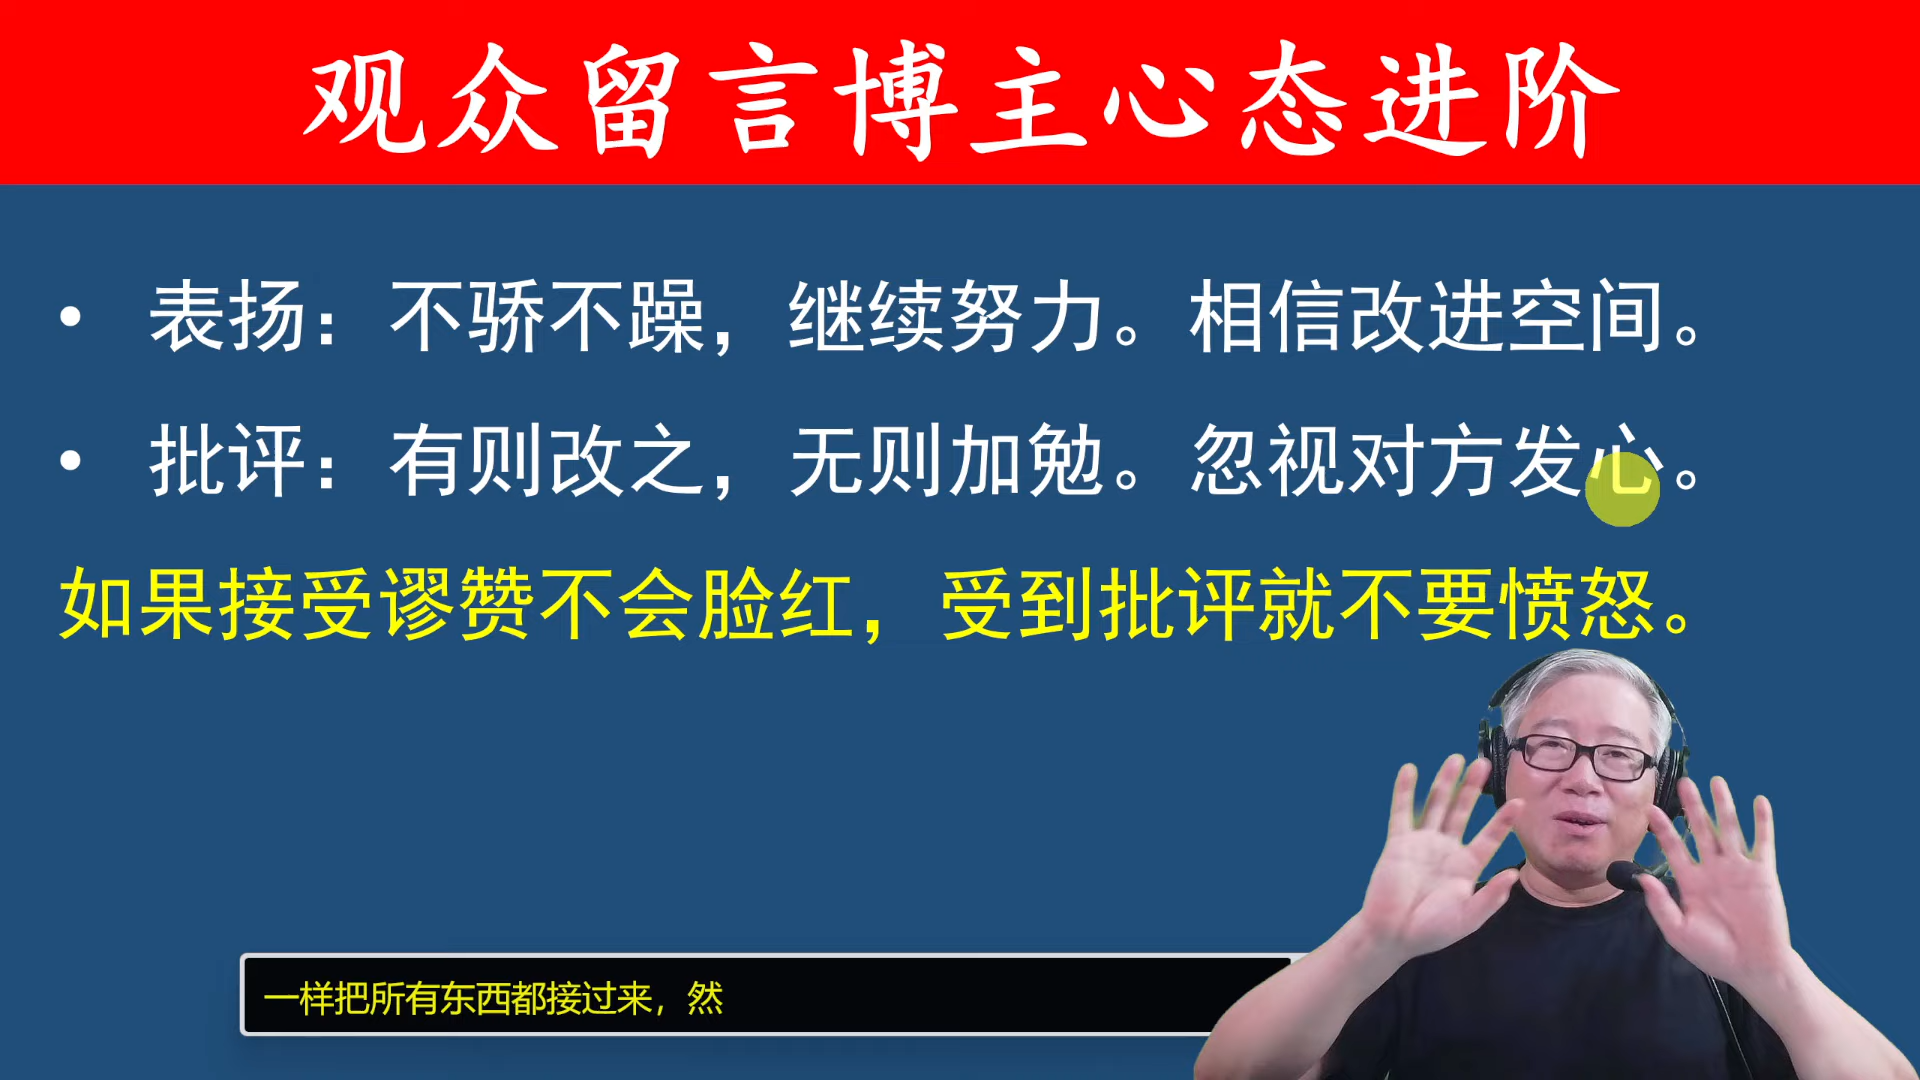 观众留言博主心态进阶
• 表扬：不骄不躁，继续努力。相信改进空间。
• 批评：有则改之，无则加勉。忽视对方发心。
如果接受谬赞不会脸红，受到批评就不要愤怒。
一样把所有东西都接过来，然